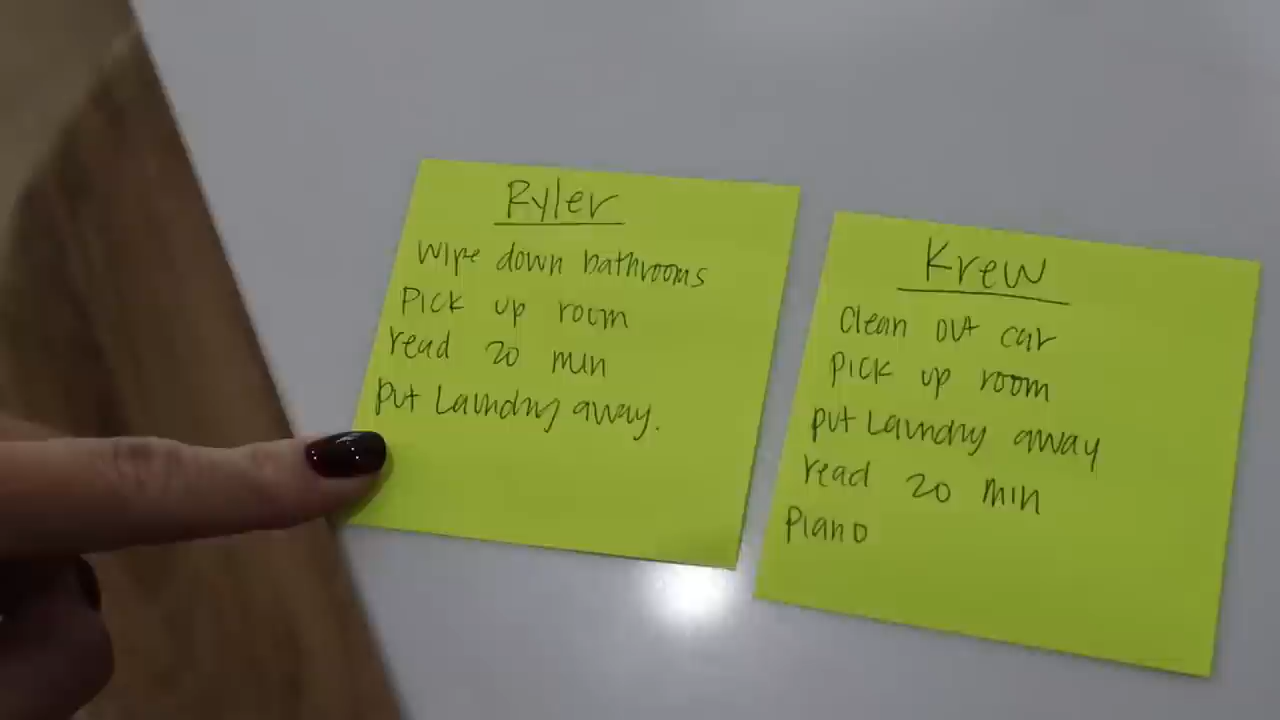 Ryler
Wipe down bathrooms
Pick up room
read 20 min
put Laundry away.
Krew
Clean out car
Pick up room
put Laundry away
read 20 min
Piano